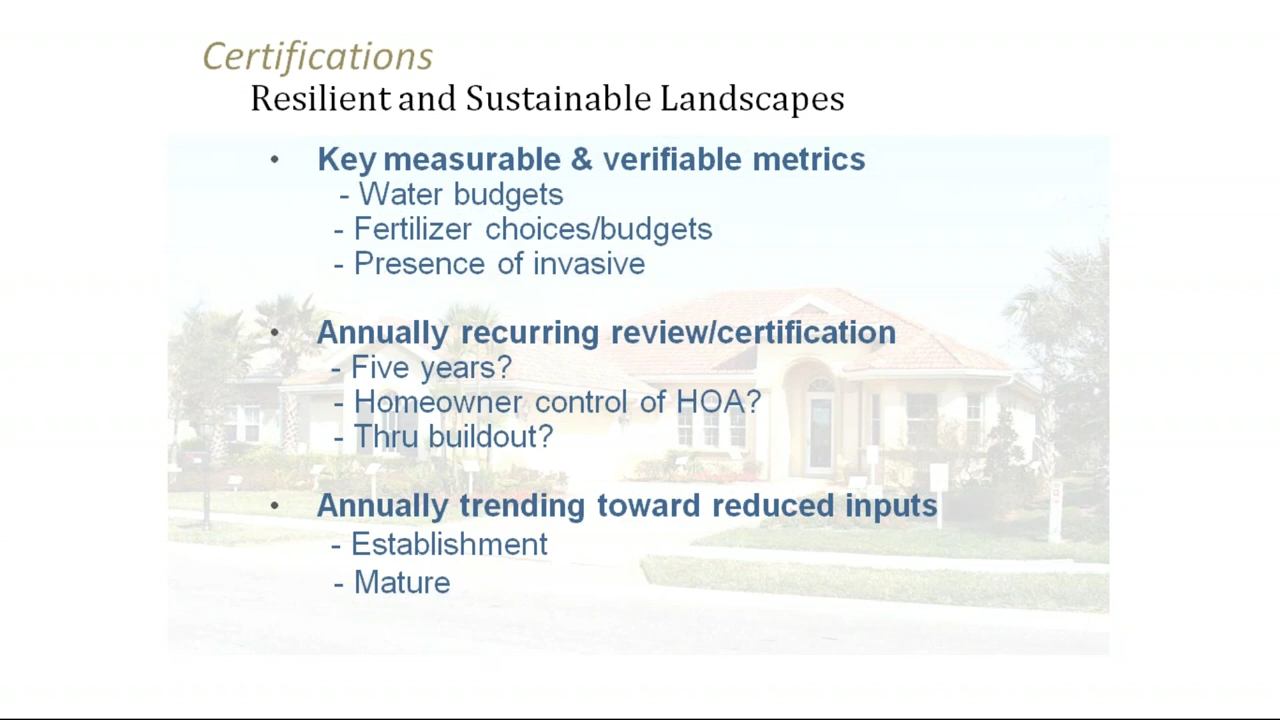 Certifications
Resilient and Sustainable Landscapes
• Key measurable & verifiable metrics
- Water budgets
- Fertilizer choices/budgets
- Presence of invasive
• Annually recurring review/certification
- Five years?
- Homeowner control of HOA?
- Thru buildout?
• Annually trending toward reduced inputs
- Establishment
- Mature